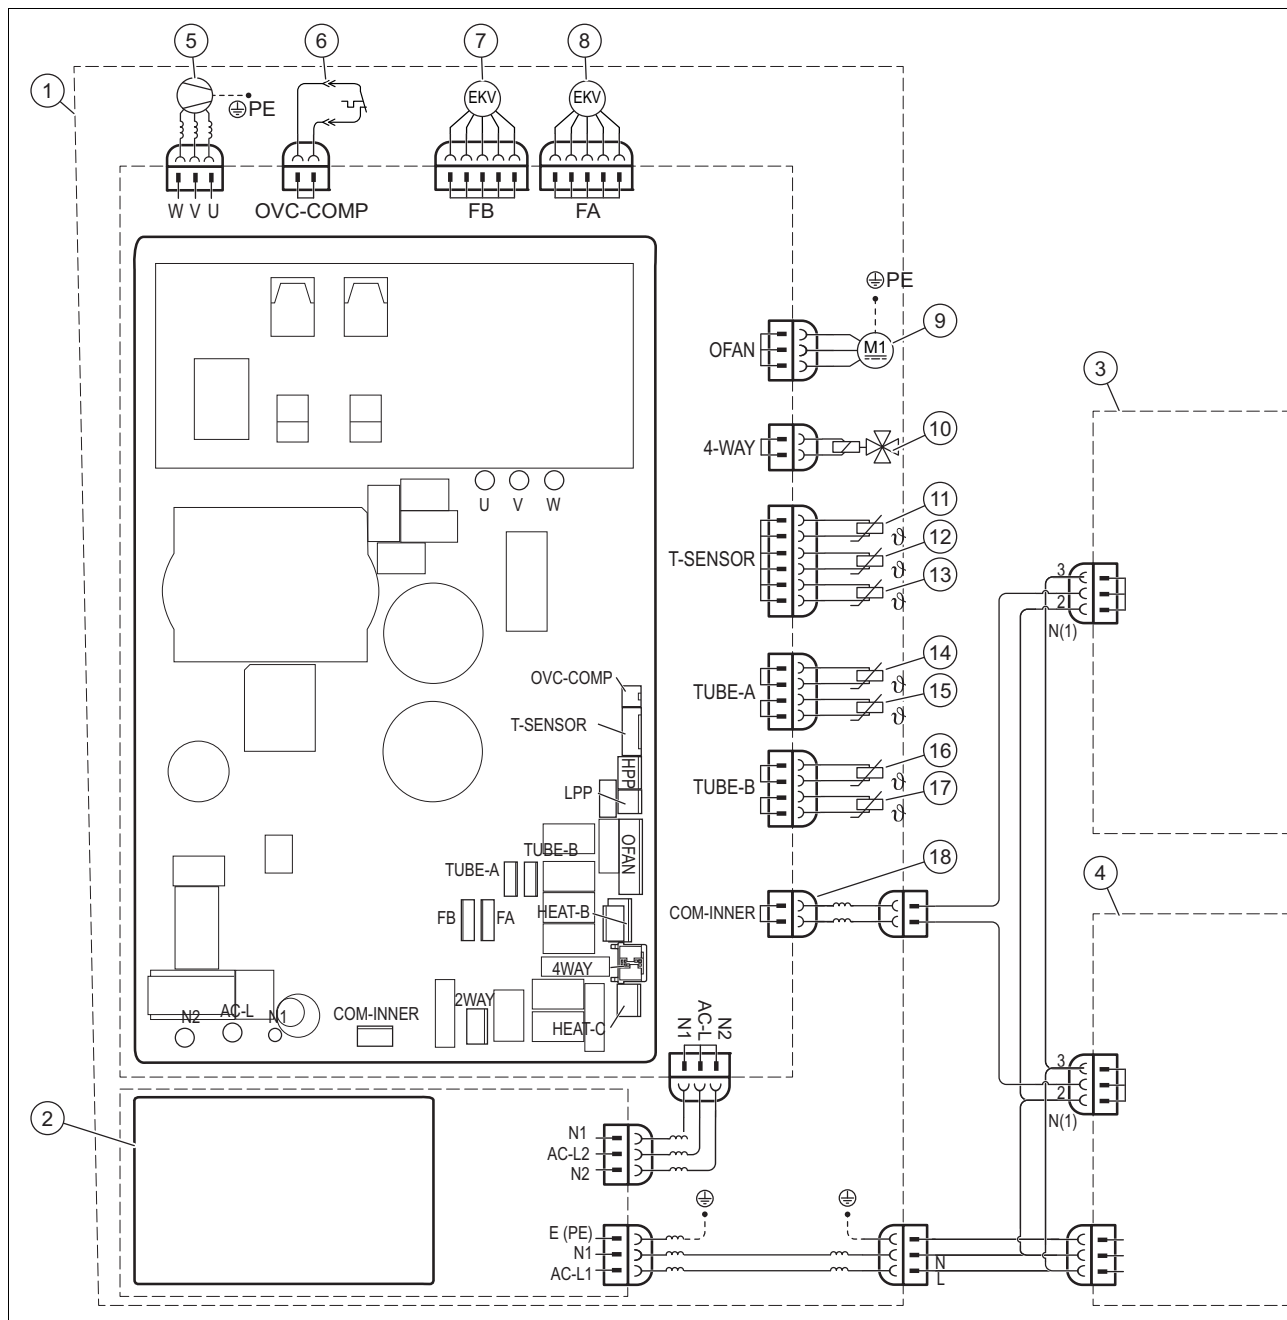 5 6 7 8
1
EKV EKV
PE
W V U OVC-COMP FB FA
PE
9
OFAN M1
3
4-WAY 10
U V W
11
T-SENSOR ϑ 12
ϑ 13
ϑ
3
2
N(1)
14
TUBE-A ϑ 15
ϑ
OVC-COMP
T-SENSOR
HPP
LPP
16
TUBE-B ϑ 17
ϑ
OFAN
TUBE-B
TUBE-A
18
4
FB FA HEAT-B
COM-INNER
4WAY
2WAY
N2 AC-L N1 COM-INNER
HEAT-C
N1 AC-L N2
3
2
N(1)
2
N1
AC-L2
N2
E (PE)
N1 N
AC-L1 L